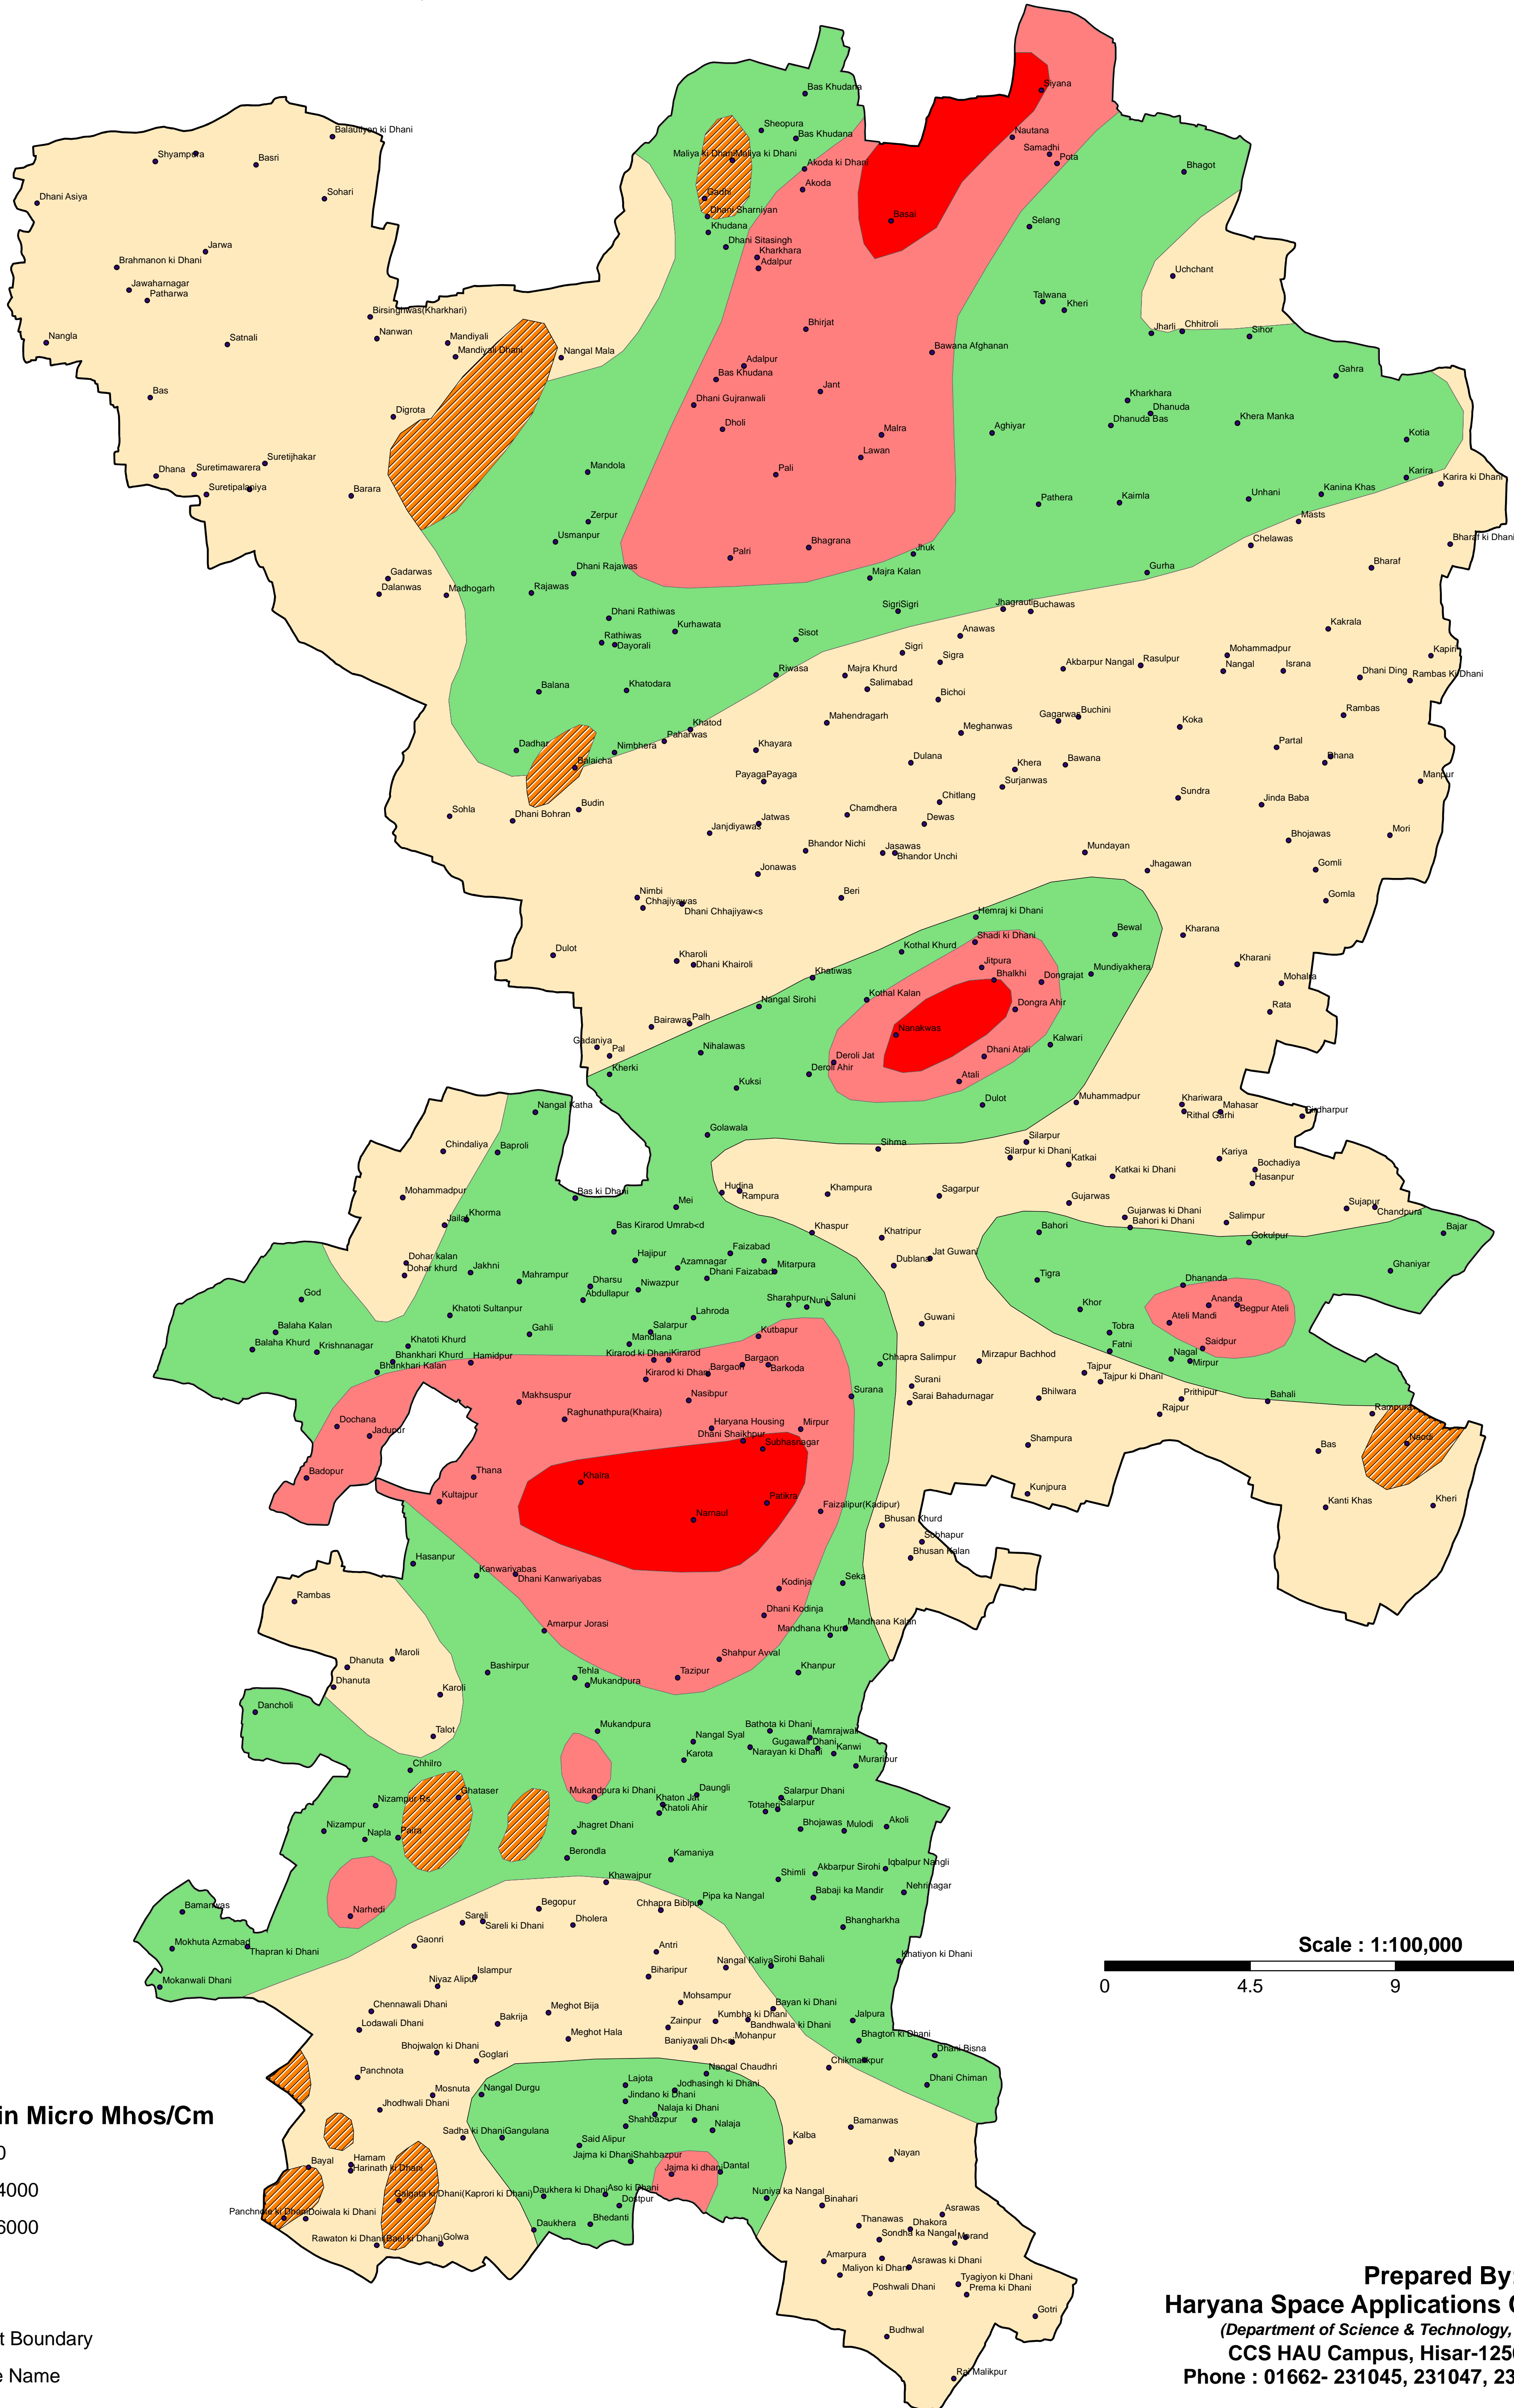 Siyana
Bas Khudana
Balautiyon ki Dhani
Sheopura
Bas Khudana
Nautana
Samadhi
Pota
Shyampura
Basri
Maliya ki Dhani
Maliya ki Dhani
Akoda ki Dhani
Bhagot
Akoda
Gadhi
Dhani Asiya
Sohari
Dhani Sharniyan
Basai
Khudana
Selang
Dhani Sitasingh
Jarwa
Kharkhara
Brahmanon ki Dhani
Adalpur
Uchchant
Jawaharnagar
Patharwa
Talwana
Kheri
Birsinghwas(Kharkhari)
Bhirjat
Nangla
Satnali
Nanwan
Mandiyali
Jharli
Chhitroli
Sihor
Mandiyali Dhani
Nangal Mala
Bawana Afghanan
Adalpur
Bas Khudana
Gahra
Bas
Jant
Dhani Gujranwali
Kharkhara
Digrota
Dhanuda
Dholi
Malra
Aghiyar
Dhanuda Bas
Khera Manka
Kotia
Lawan
Suretijhakar
Dhana
Suretimawarera
Mandola
Pali
Karira
Karira ki Dhani
Suretipalaniya
Barara
Pathera
Kaimla
Unhani
Kanina Khas
Zerpur
Masts
Usmanpur
Bhagrana
Jhuk
Chelawas
Bharaf ki Dhani
Palri
Bharaf
Gadarwas
Dhani Rajawas
Majra Kalan
Gurha
Dalanwas
Madhogarh
Rajawas
Dhani Rathiwas
SigriSigri
Jhagrauti
Buchawas
Kurhawata
Kakrala
Rathiwas
Dayorali
Sisot
Anawas
Sigri
Sigra
Mohammadpur
Kapiri
Riwasa
Majra Khurd
Akbarpur Nangal
Rasulpur
Nangal
Israna
Dhani Ding
Rambas Ki Dhani
Balana
Khatodara
Salimabad
Bichoi
Khatod
Mahendragarh
Gagarwas
Buchini
Koka
Rambas
Dadhar
Nimbhera
Paharwas
Khayara
Meghanwas
Partal
Balaicha
Dulana
Khera
Bawana
Dhana
PayagaPayaga
Surjanwas
Manpur
Sohla
Budin
Chitlang
Sundra
Jinda Baba
Dhani Bohran
Janjdiyawas
Jatwas
Chamdhera
Dewas
Mori
Bhojawas
Bhandor Nichi
Jasawas
Bhandor Unchi
Mundayan
Jonawas
Jhagawan
Gomli
Nimbi
Beri
Chhajiyawas
Dhani Chhajiyaw<s
Gomla
Hemraj ki Dhani
Bewal
Kharana
Dulot
Kharoli
Dhani Khairoli
Kothal Khurd
Shadi ki Dhani
Kharani
Khatiwas
Jitpura
Bhalkhi
Dongrajat
Mundiyakhera
Mohalra
Nangal Sirohi
Kothal Kalan
Dongra Ahir
Rata
Bairawas
Palh
Nanakwas
Gadaniya
Pal
Nihalawas
Kalwari
Kherki
Deroli Jat
Dhani Atali
Kuksi
Deroli Ahir
Atali
Nangal Katha
Dulot
Muhammadpur
Khariwara
Mahasar
Rithal Garhi
Girdharpur
Golawala
Chindaliya
Baproli
Sihma
Silarpur
Silarpur ki Dhani
Katkai
Kariya
Bochadiya
Katkai ki Dhani
Hasanpur
Mohammadpur
Bas ki Dhani
Hudina
Rampura
Khampura
Sagarpur
Gujarwas
Mei
Sujapur
Chandpura
Jailaf
Khorma
Gujarwas ki Dhani
Bahori ki Dhani
Salimpur
Bas Kirarod Umrab<d
Khaspur
Khatripur
Bahori
Gokulpur
Bajar
Dohar kalan
Dohar khurd
Jakhni
Hajipur
Faizabad
Azamnagar
Mitarpura
Dublana
Jat Guwani
Mahrampur
Dhani Faizabad
Tigra
Ghaniyar
Dharsu
Niwazpur
Dhananda
God
Abdullapur
Sharahpur
Nuni
Saluni
Khor
Ananda
Begpur Ateli
Khatoti Sultanpur
Lahroda
Guwani
Ateli Mandi
Balaha Kalan
Gahli
Salarpur
Kutbapur
Tobra
Balaha Khurd
Krishnanagar
Khatoti Khurd
Mandlana
Saidpur
Bhankhari Khurd
Hamidpur
Kirarod ki Dhani
Kirarod
Bargaon
Barkoda
Chhapra Salimpur
Mirzapur Bachhod
Fatni
Nagal
Mirpur
Bhankhari Kalan
Kirarod ki Dhani
Bargaon
Tajpur
Tajpur ki Dhani
Makhsuspur
Nasibpur
Surana
Surani
Sarai Bahadurnagar
Bhilwara
Prithipur
Bahali
Raghunathpura(Khaira)
Rajpur
Rampura
Dochana
Jadupur
Haryana Housing
Mirpur
Dhani Shaikhpur
Subhasnagar
Shampura
Bas
Naodi
Badopur
Thana
Khalra
Kultajpur
Patikra
Faizalipur(Kadipur)
Kunjpura
Kanti Khas
Kheri
Narnaul
Bhusan Khurd
Subhapur
Hasanpur
Bhusan Kalan
Kanwariyabas
Dhani Kanwariyabas
Kodinja
Seka
Rambas
Dhani Kodinja
Amarpur Jorasi
Mandhana Khurd
Mandhana Kalan
Maroli
Shahpur Avval
Dhanuta
Bashirpur
Tehla
Mukandpura
Tazipur
Khanpur
Dhanuta
Karoli
Dancholi
Talot
Mukandpura
Nangal Syal
Bathota ki Dhani
Mamrajwali
Gugawali Dhani
Karota
Narayan ki Dhani
Kanwi
Muraripur
Chhilro
Ghataser
Mukandpura ki Dhani
Daungli
Salarpur Dhani
Nizampur Rs
Khaton Jat
Khatoli Ahir
Totaheri
Salarpur
Nizampur
Napla
Paira
Jhagret Dhani
Bhojawas
Mulodi
Akoli
Berondla
Kamaniya
Khawajpur
Shimli
Akbarpur Sirohi
Iqbalpur Nangli
Pipa ka Nangal
Babaji ka Mandir
Nehrinagar
Bamanwas
Narhedi
Begopur
Chhapra Bibipur
Sareli
Sareli ki Dhani
Dholera
Bhangharkha
Mokhuta Azmabad
Thapran ki Dhani
Gaonri
Antri
Nangal Kaliya
Sirohi Bahali
Khatiyon ki Dhani
Scale : 1:100,000
Mokanwali Dhani
Niyaz Alipur
Islampur
Biharipur
0 4.5 9
Chennawali Dhani
Meghot Bija
Mohsampur
Bayan ki Dhani
Lodawali Dhani
Bakrija
Zainpur
Kumbha ki Dhani
Bandhwala ki Dhani
Jalpura
Meghot Hala
Baniyawali Dh<ni
Mohanpur
Bhagton ki Dhani
Bhojwalon ki Dhani
Goglari
Dhani Bisna
Panchnota
Nangal Chaudhri
Chikmalikpur
Lajota
Jodhasingh ki Dhani
Dhani Chiman
Mosnuta
Nangal Durgu
Jindano ki Dhani
in Micro Mhos/Cm
Jhodhwali Dhani
Nalaja ki Dhani
Shahbazpur
Nalaja
Bamanwas
Sadha ki Dhani
Gangulana
Said Alipur
Kalba
0
Hamam
Jajma ki Dhani
Shahbazpur
Nayan
Bayal
Harinath ki Dhani
Jajma ki dhani
Dantal
4000
Galgata ki Dhani(Kaprori ki Dhani)
Daukhera ki Dhani
Aso ki Dhani
Dostpur
Nuniya ka Nangal
Binahari
Panchnota ki Dhani
Doiwala ki Dhani
Asrawas
6000
Daukhera
Bhedanti
Thanawas
Dhakora
Rawaton ki Dhani(Bael ki Dhani)
Golwa
Sondha ka Nangal
Morand
Amarpura
Maliyon ki Dhani
Asrawas ki Dhani
Prepared By:
Poshwali Dhani
Tyagiyon ki Dhani
Prema ki Dhani
Haryana Space Applications
Gotri
(Department of Science & Technology,
t Boundary
Budhwal
CCS HAU Campus, Hisar-125
e Name
Rai Malikpur
Phone : 01662- 231045, 231047, 23